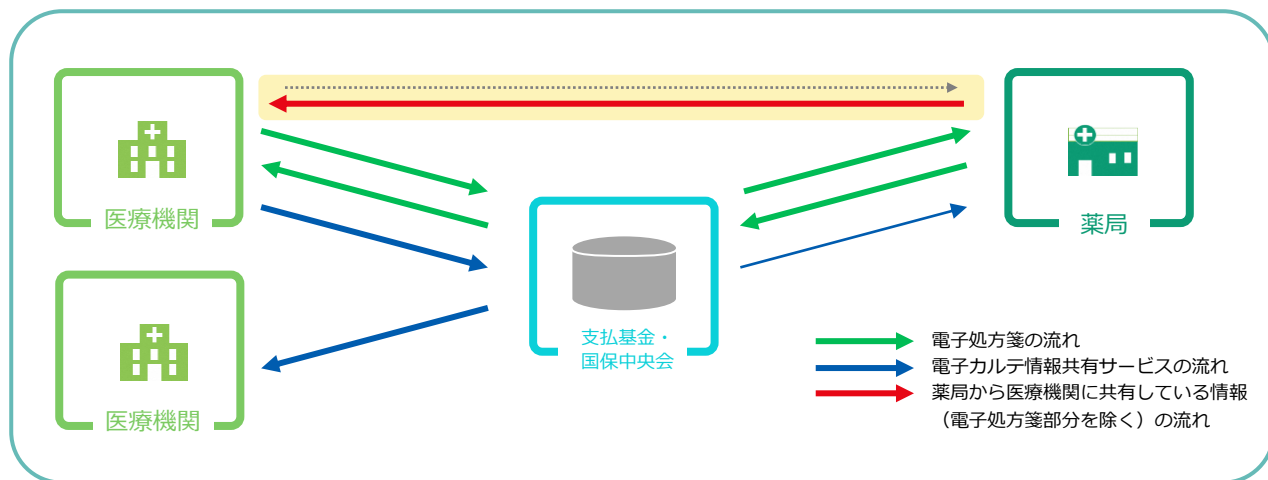 医療機関
薬局
支払基金・
国保中央会
医療機関
電子処方箋の流れ
電子カルテ情報共有サービスの流れ
薬局から医療機関に共有している情報
（電子処方箋部分を除く）の流れ